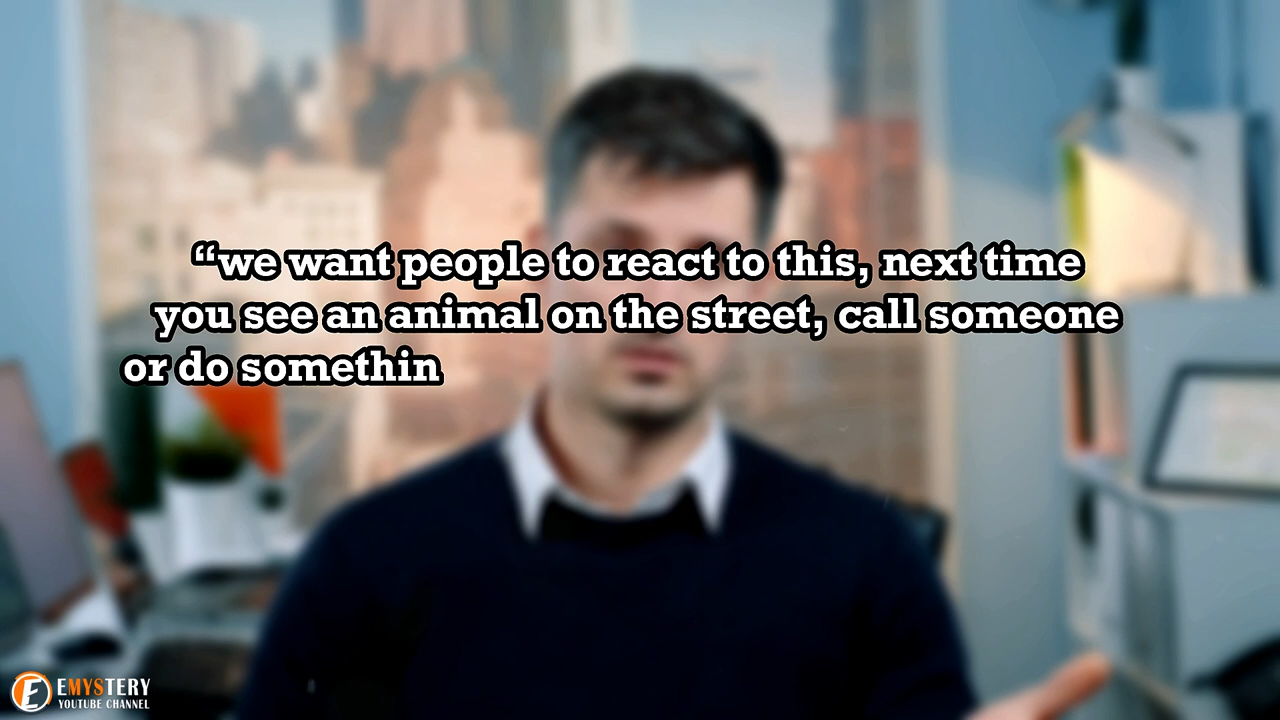 “we want people to react to this, next time
you see an animal on the street, call someone
or do somethin
EMYSTERY
YOUTUBE CHANNEL